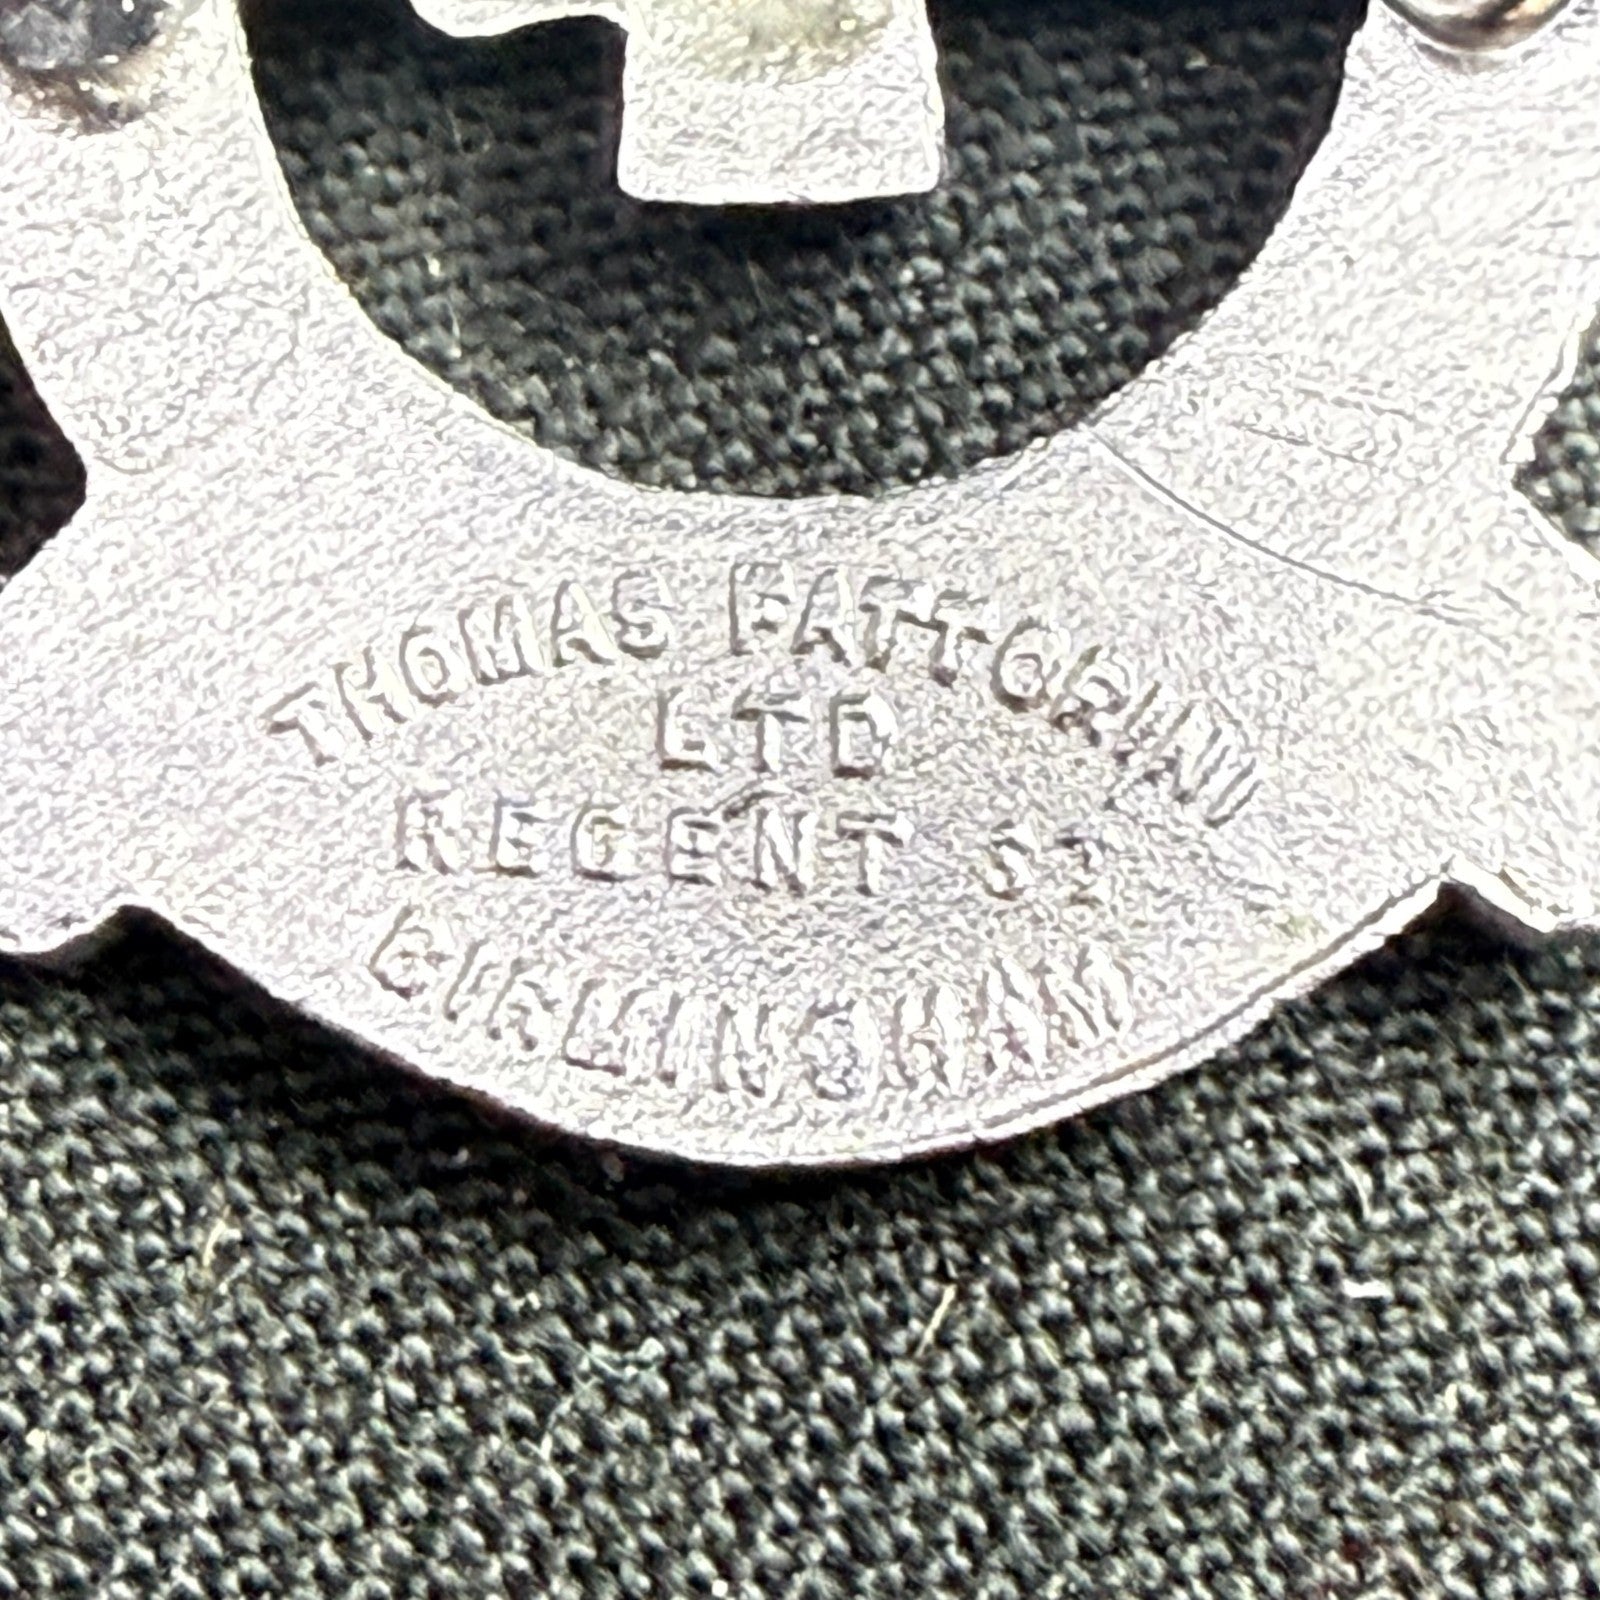 THOMAS FATTORINI
LTD
REGENT ST
BIRMINGHAM